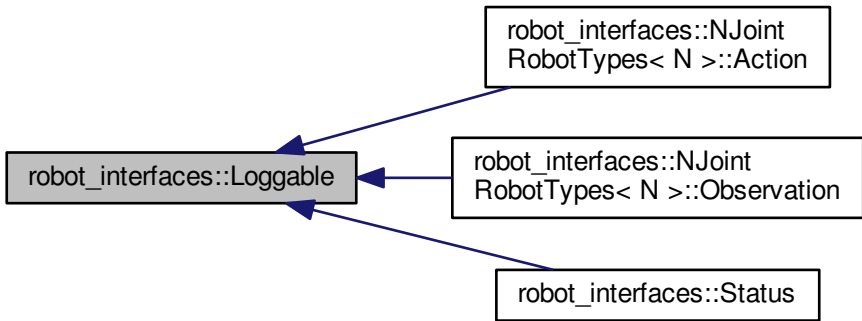 robot_interfaces::NJoint
RobotTypes< N >::Action
robot_interfaces::Loggable
robot_interfaces::NJoint
RobotTypes< N >::Observation
robot_interfaces::Status